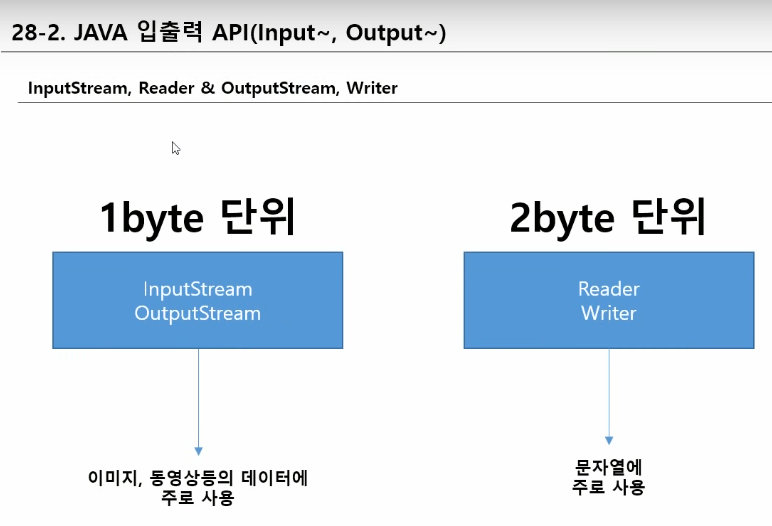 28-2. JAVA 입출력 API(Input~, Output~)
InputStream, Reader & OutputStream, Writer
1byte 단위
InputStream
OutputStream
이미지, 동영상등의 데이터에
주로 사용
2byte 단위
Reader
Writer
문자열에
주로 사용